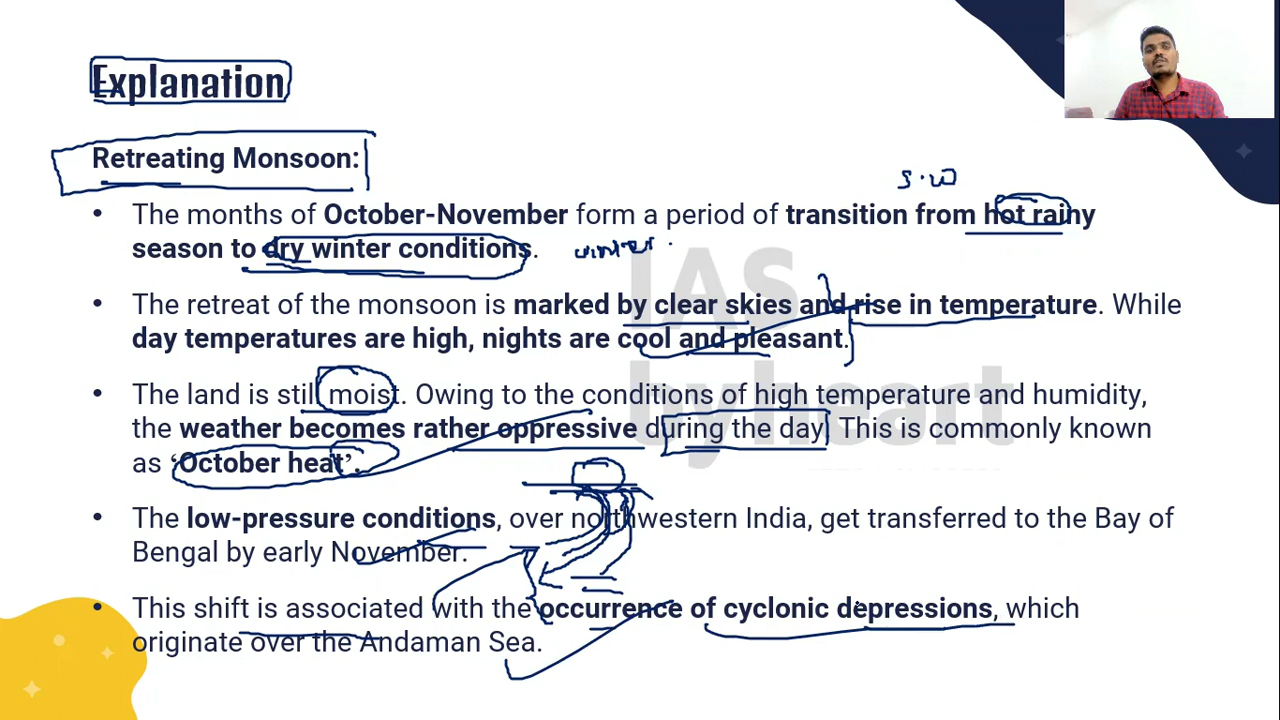 Explanation
Retreating Monsoon:
s.w
• The months of October-November form a period of transition from hot rainy
season to dry winter conditions. winter
• The retreat of the monsoon is marked by clear skies and rise in temperature. While
day temperatures are high, nights are cool and pleasant.
• The land is still moist. Owing to the conditions of high temperature and humidity,
the weather becomes rather oppressive during the day. This is commonly known
as ‘October heat’.
• The low-pressure conditions, over northwestern India, get transferred to the Bay of
Bengal by early November.
• This shift is associated with the occurrence of cyclonic depressions, which
originate over the Andaman Sea.
IAS
byheart